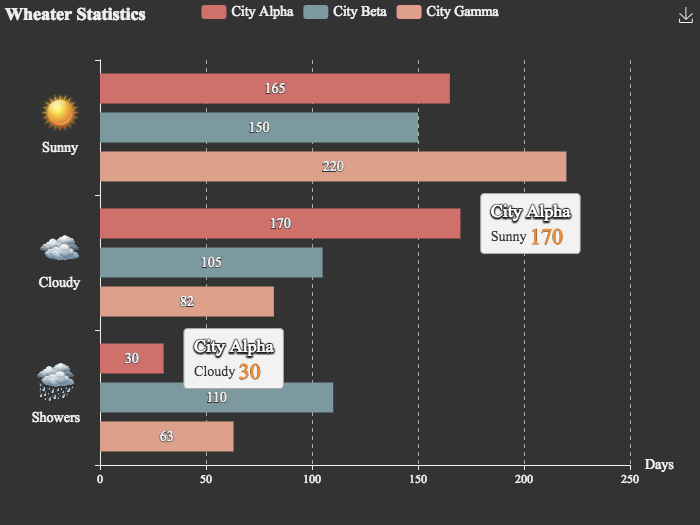 Wheater Statistics
City Alpha City Beta City Gamma
165
Sunny
150
220
City Alpha
Sunny 170
170
Cloudy
105
82
City Alpha
Cloudy 30
30
Showers
110
63
0 50 100 150 200 250 Days